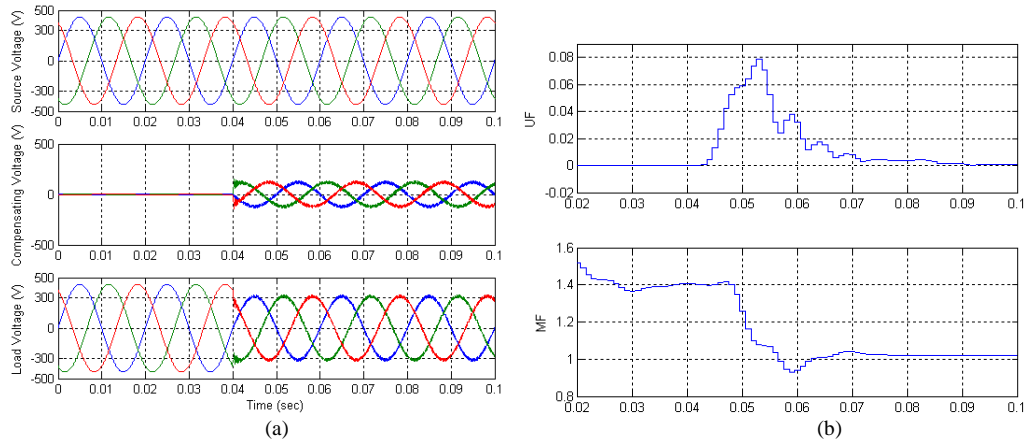 Source Voltage (V)
500
300
0
-300
-500
0 0.01 0.02 0.03 0.04 0.05 0.06 0.07 0.08 0.09 0.1
Compensating Voltage (V)
500
0
-500
0 0.01 0.02 0.03 0.04 0.05 0.06 0.07 0.08 0.09 0.1
Load Voltage (V)
500
300
0
-300
500
0 0.01 0.02 0.03 0.04 0.05 0.06 0.07 0.08 0.09 0.1
Time (sec)
(a)
UF
0.08
0.06
0.04
0.02
0
-0.02
0.02 0.03 0.04 0.05 0.06 0.07 0.08 0.09 0.1
MF
1.6
1.4
1.2
1
0.8
0.02 0.03 0.04 0.05 0.06 0.07 0.08 0.09 0.1
(b)